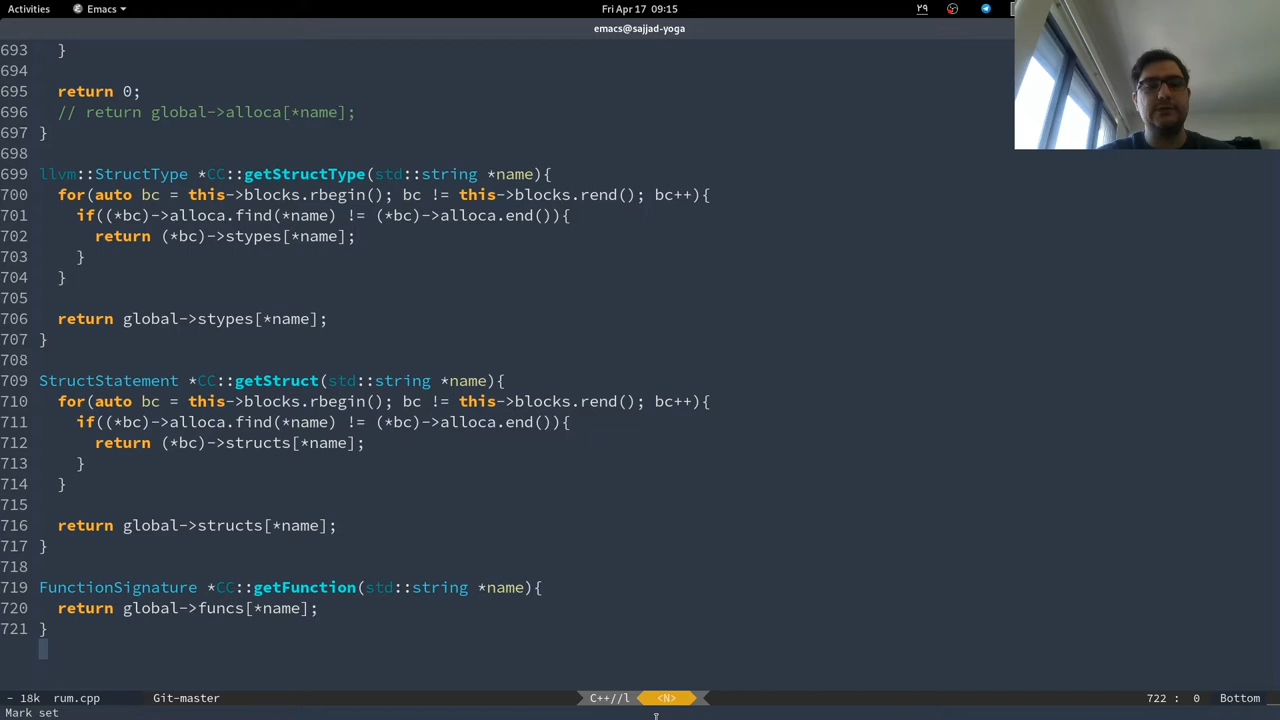 Activities Emacs Fri Apr 17 09:15 ۲۹
emacs@sajjad-yoga
693 }
694
695 return 0;
696 // return global->alloca[*name];
697 }
698
699 llvm::StructType *CC::getStructType(std::string *name){
700 for(auto bc = this->blocks.rbegin(); bc != this->blocks.rend(); bc++){
701 if((*bc)->alloca.find(*name) != (*bc)->alloca.end()){
702 return (*bc)->stypes[*name];
703 }
704 }
705
706 return global->stypes[*name];
707 }
708
709 StructStatement *CC::getStruct(std::string *name){
710 for(auto bc = this->blocks.rbegin(); bc != this->blocks.rend(); bc++){
711 if((*bc)->alloca.find(*name) != (*bc)->alloca.end()){
712 return (*bc)->structs[*name];
713 }
714 }
715
716 return global->structs[*name];
717 }
718
719 FunctionSignature *CC::getFunction(std::string *name){
720 return global->funcs[*name];
721 }
- 18k rum.cpp Git-master C++//l <N> 722 : 0 Bottom
Mark set